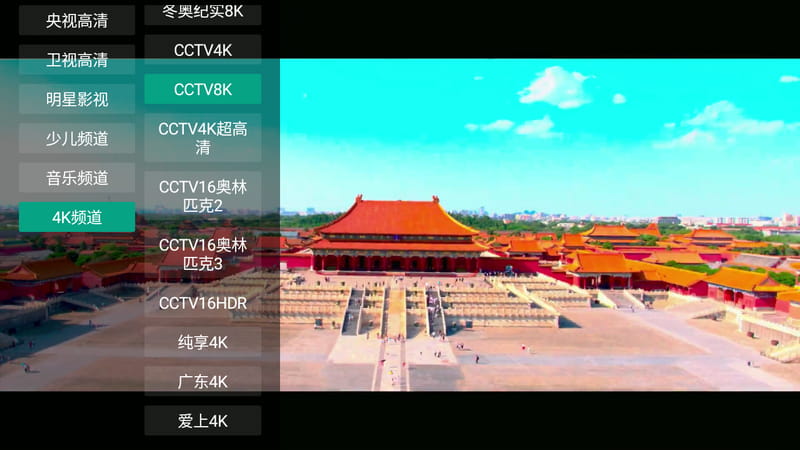 央视高清
卫视高清
明星影视
少儿频道
音乐频道
4K频道
冬奥纪实8K
CCTV4K
CCTV8K
CCTV4K超高
清
CCTV16奥林
匹克2
CCTV16奥林
匹克3
CCTV16HDR
纯享4K
广东4K
爱上4K